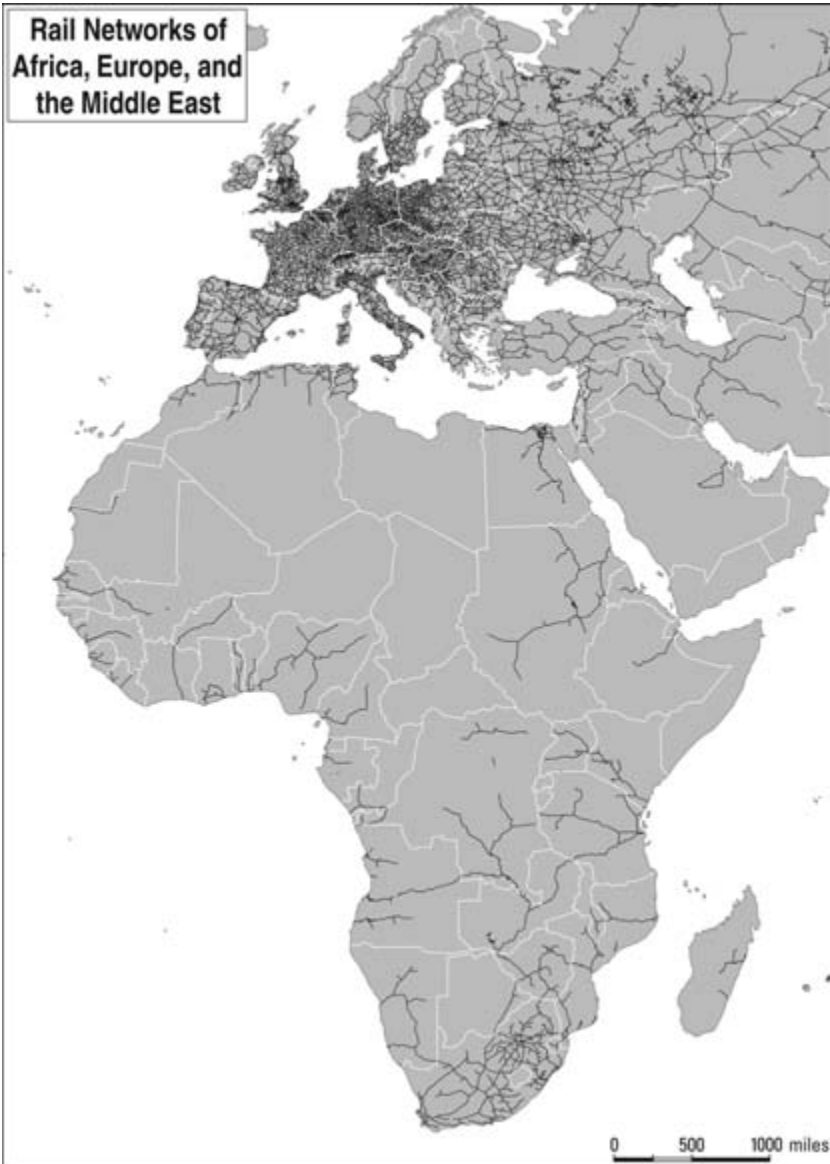 Rail Networks of
Africa, Europe, and
the Middle East
0 500 1000 miles